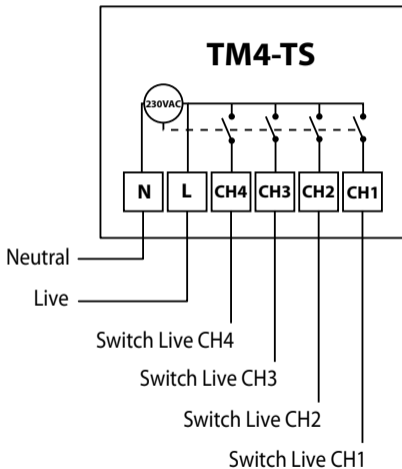 TM4-TS
230VAC
N L CH4 CH3 CH2 CH1
Neutral
Live
Switch Live CH4
Switch Live CH3
Switch Live CH2
Switch Live CH1